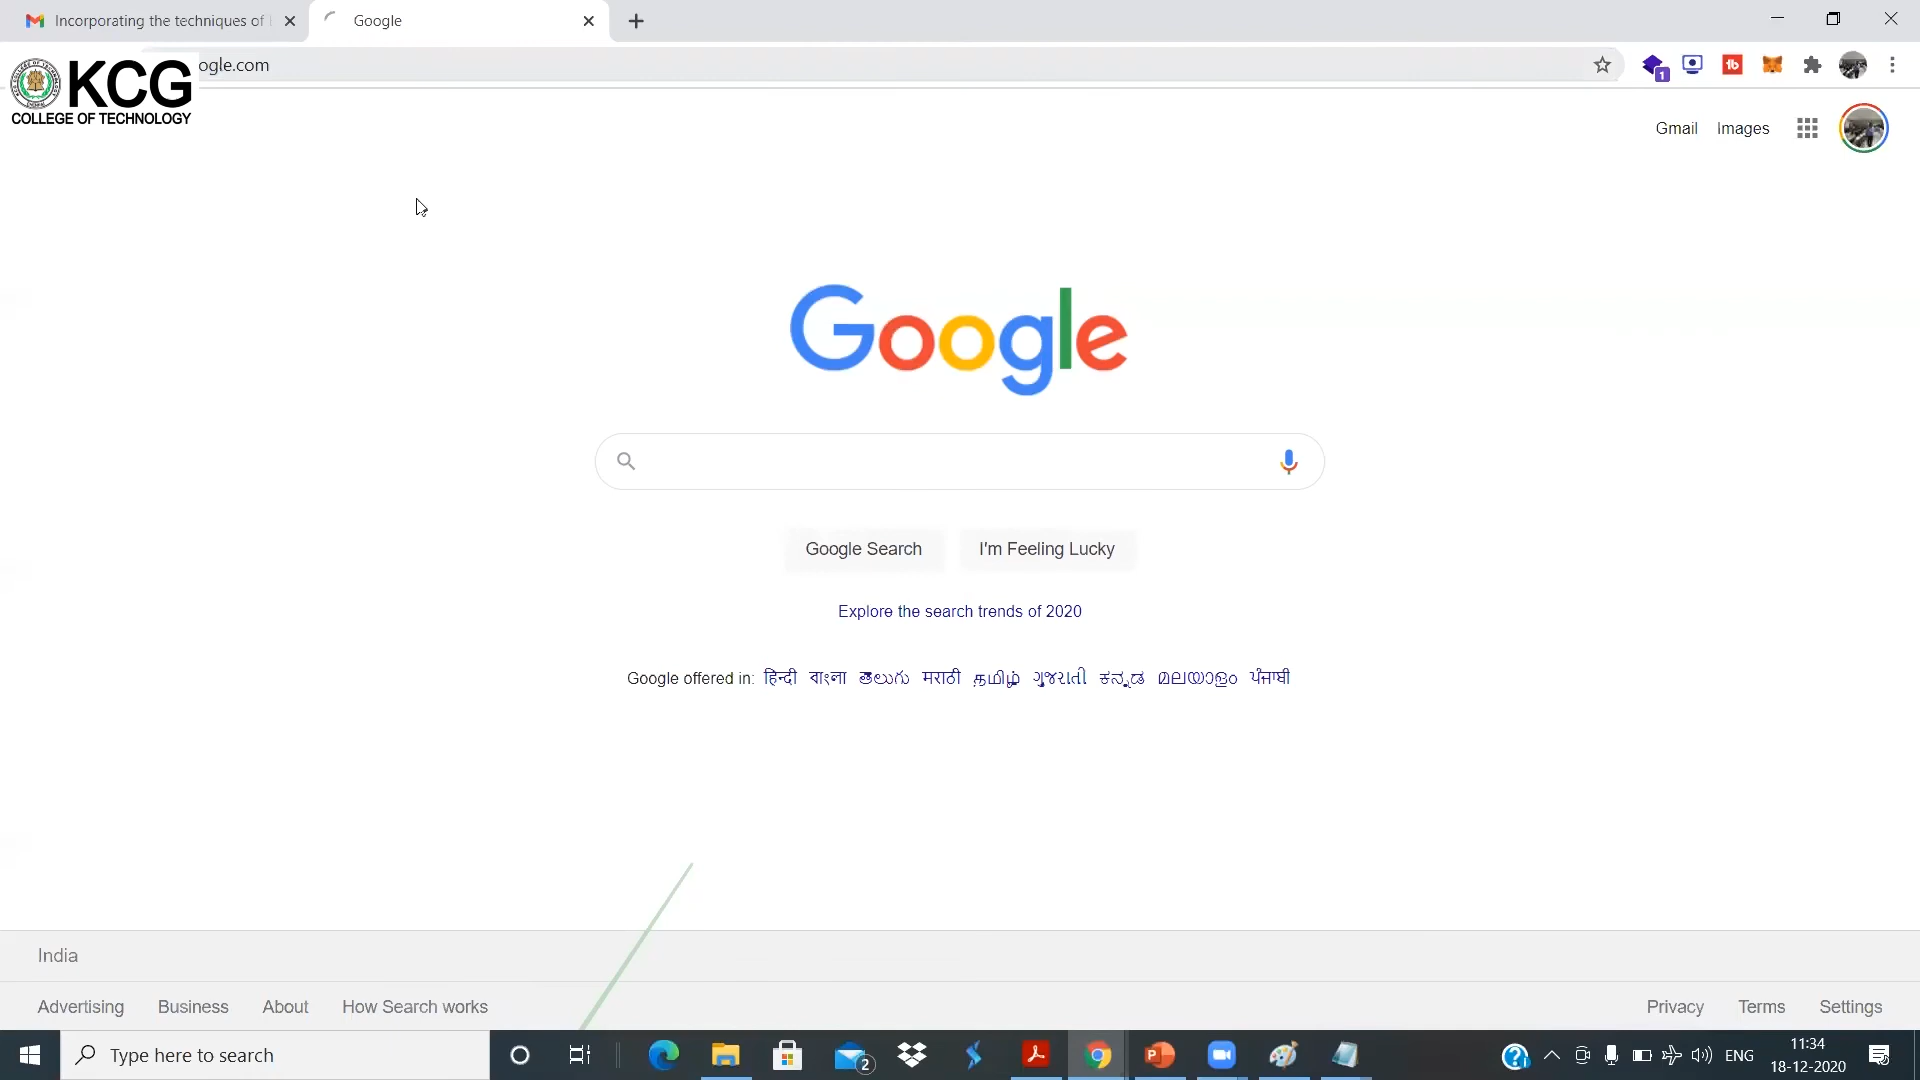 Incorporating the techniques of
Google
ogle.com
1
KCG
COLLEGE OF TECHNOLOGY
Gmail Images
Google
Google Search I'm Feeling Lucky
Explore the search trends of 2020
Google offered in: हिन्दी বাংলা తెలుగు मराठी தமிழ் ગુજરાતી ಕನ್ನಡ മലയാളം ਪੰਜਾਬੀ
India
Advertising Business About How Search works Privacy Terms Settings
Type here to search 2 ENG 11:34
18-12-2020